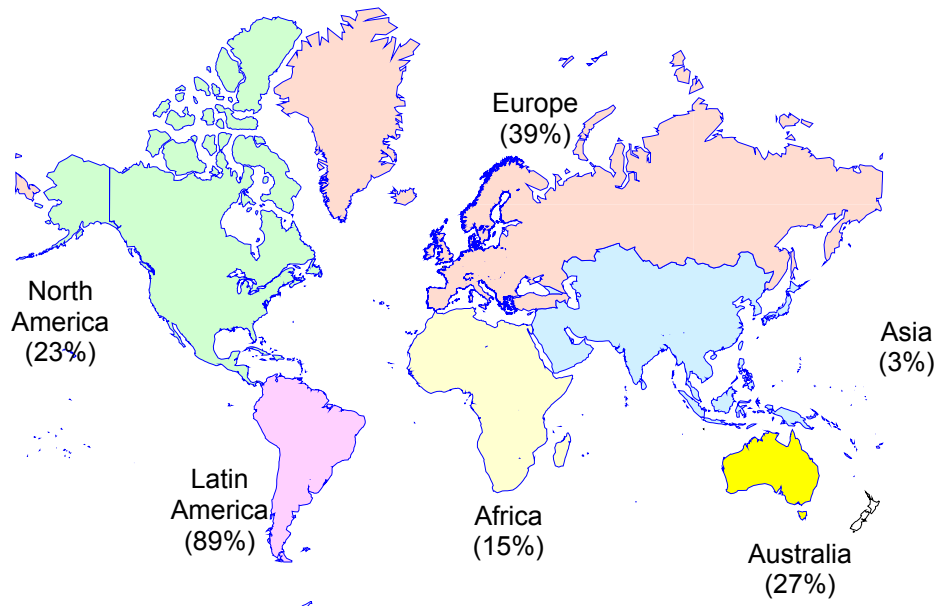 Europe
(39%)
North
America
(23%)
Asia
(3%)
Latin
America
(89%)
Africa
(15%)
Australia
(27%)